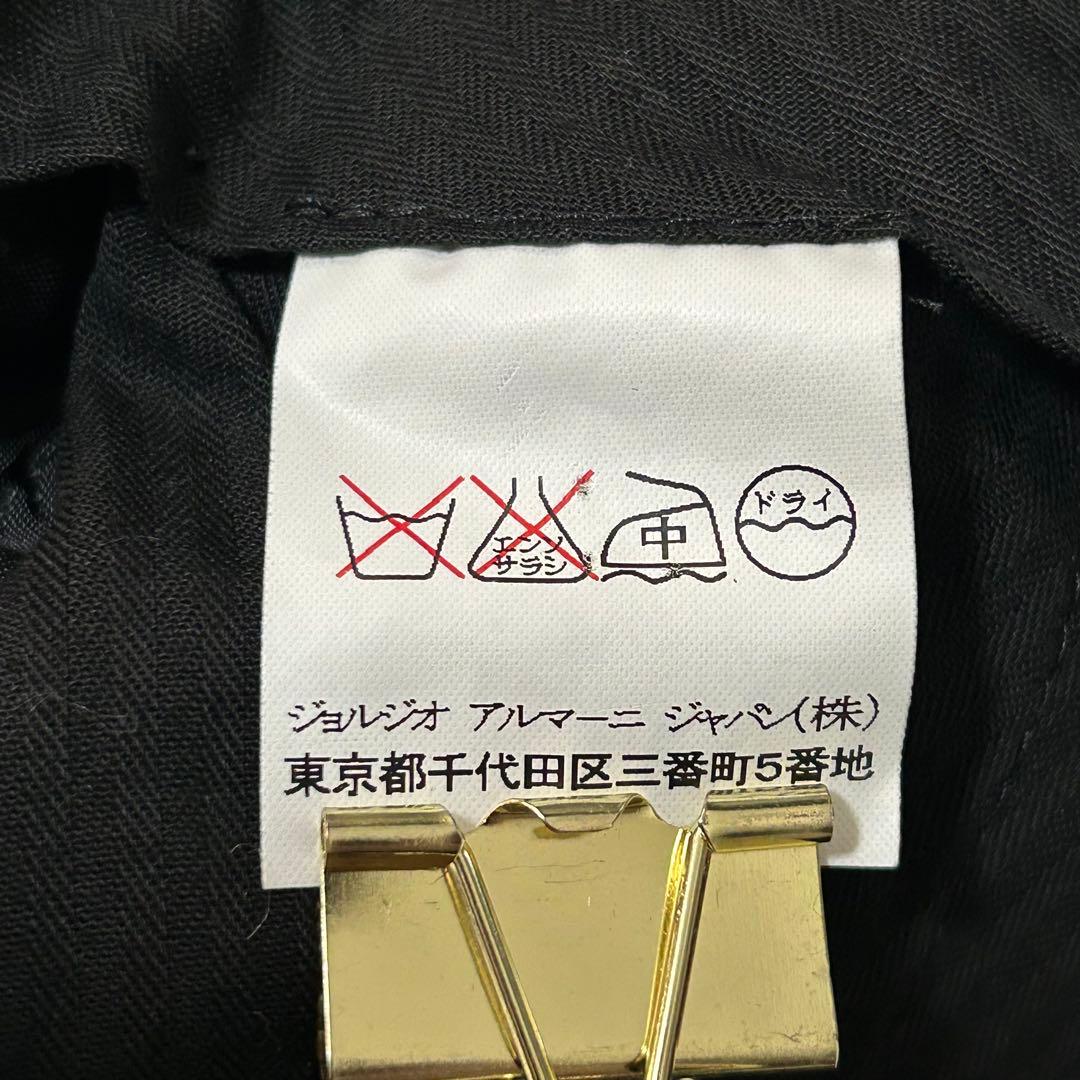 エンソ
サラシ
中
ドライ
ジョルジオ アルマーニ ジャパン(株)
東京都千代田区三番町5番地